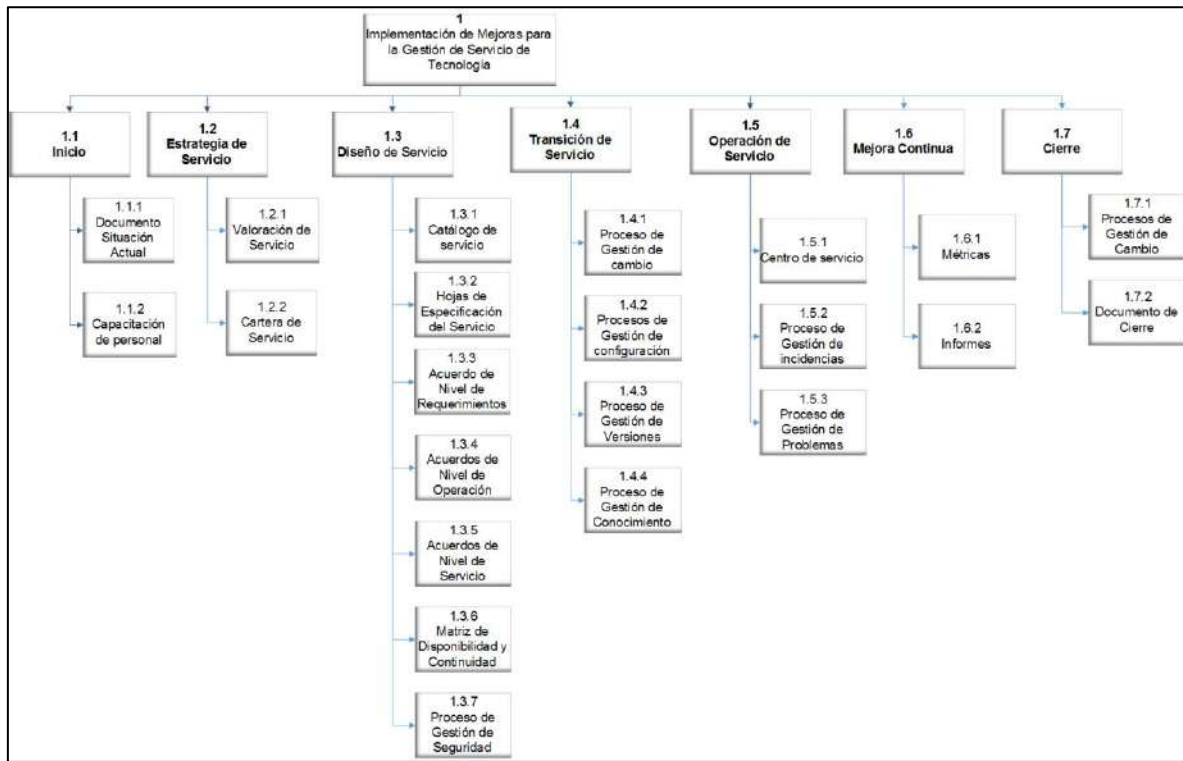 1
Implementación de Mejoras para
la Gestión de Servicio de
Tecnología
1.1
Inicio
1.1.1
Documento
Situación
Actual
1.1.2
Capacitación
de personal
1.2
Estrategia de
Servicio
1.2.1
Valoración de
Servicio
1.2.2
Cartera de
Servicio
1.3
Diseño de Servicio
1.3.1
Catálogo de
servicio
1.3.2
Hojas de
Especificación
del Servicio
1.3.3
Acuerdo de
Nivel de
Requerimientos
1.3.4
Acuerdos de
Nivel de
Operación
1.3.5
Acuerdos de
Nivel de
Servicio
1.3.6
Matriz de
Disponibilidad y
Continuidad
1.3.7
Proceso de
Gestión de
Seguridad
1.4
Transición de
Servicio
1.4.1
Proceso de
Gestión de
cambio
1.4.2
Procesos de
Gestión de
configuración
1.4.3
Proceso de
Gestión de
Versiones
1.4.4
Proceso de
Gestión de
Conocimiento
1.5
Operación de
Servicio
1.5.1
Centro de servicio
1.5.2
Proceso de
Gestión de
incidencias
1.5.3
Proceso de
Gestión de
Problemas
1.6
Mejora Continua
1.6.1
Métricas
1.6.2
Informes
1.7
Cierre
1.7.1
Procesos de
Gestión de
Cambio
1.7.2
Documento de
Cierre